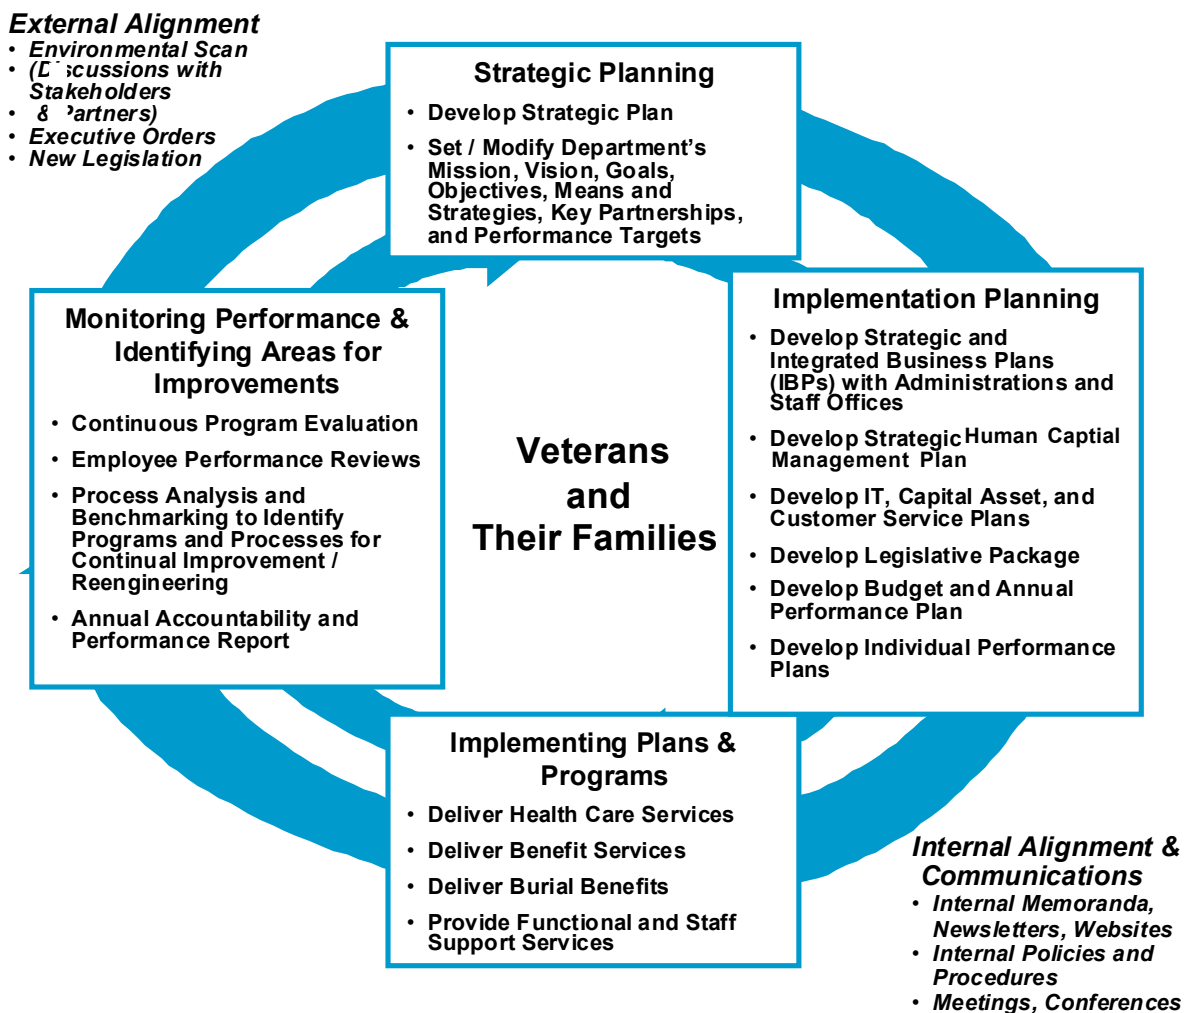 External Alignment
• Environmental Scan
• (Discussions with
Stakeholders
• & Partners)
• Executive Orders
• New Legislation
Strategic Planning
• Develop Strategic Plan
• Set / Modify Department's
Mission, Vision, Goals,
Objectives, Means and
Strategies, Key Partnerships,
and Performance Targets
Implementation Planning
• Develop Strategic and
Integrated Business Plans
(IBPs) with Administrations and
Staff Offices
• Develop Strategic Human Captial
Management Plan
• Develop IT, Capital Asset, and
Customer Service Plans
• Develop Legislative Package
• Develop Budget and Annual
Performance Plan
• Develop Individual Performance
Plans
Monitoring Performance &
Identifying Areas for
Improvements
• Continuous Program Evaluation
• Employee Performance Reviews
• Process Analysis and
Benchmarking to Identify
Programs and Processes for
Continual Improvement /
Reengineering
• Annual Accountability and
Performance Report
Veterans
and
Their Families
Implementing Plans &
Programs
• Deliver Health Care Services
• Deliver Benefit Services
• Deliver Burial Benefits
• Provide Functional and Staff
Support Services
Internal Alignment &
Communications
• Internal Memoranda,
Newsletters, Websites
• Internal Policies and
Procedures
• Meetings, Conferences